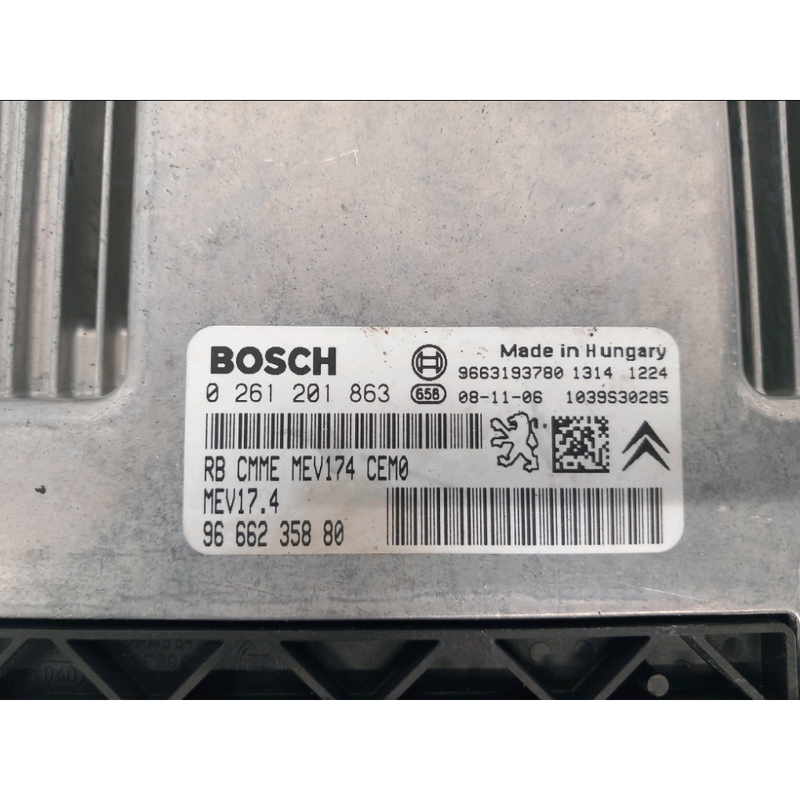 BOSCH
Made in Hungary
9663193780 1314 1224
0 261 201 863
658
08-11-06 1039S30285
RB CMME MEV174 CEM0
MEV17.4
96 662 358 80